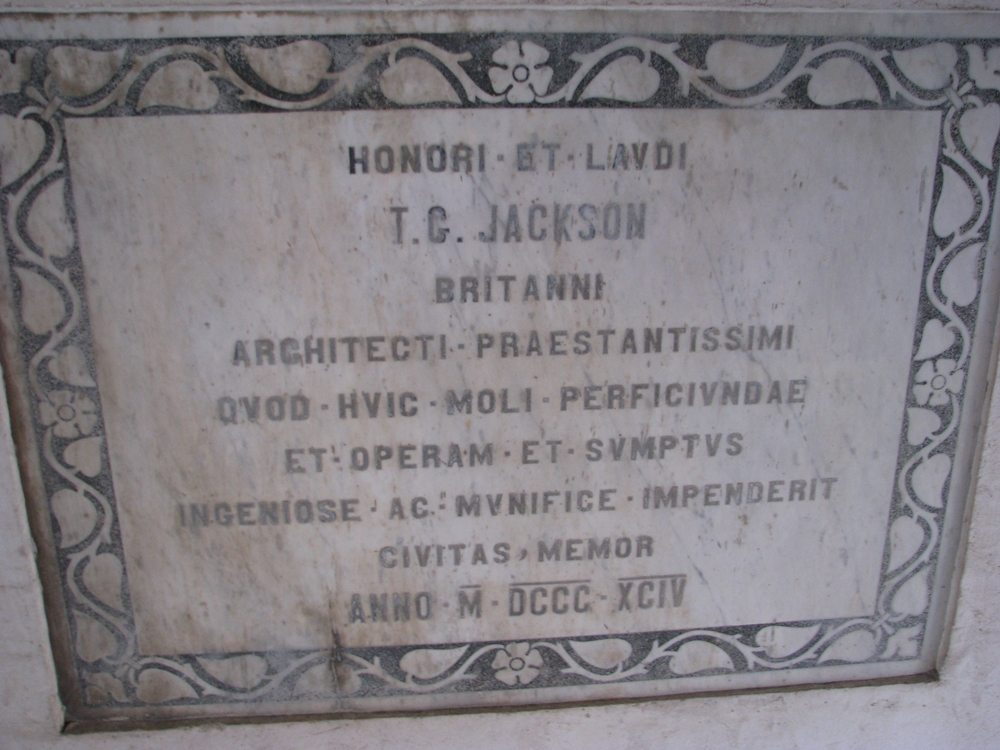 HONORI · ET · LAVDI
T. G. JACKSON
BRITANNI
ARCHITECTI · PRAESTANTISSIMI
QVOD · HVIC · MOLI · PERFICIVNDAE
ET · OPERAM · ET · SVMPTVS
INGENIOSE · AC · MVNIFICE · IMPENDERIT
CIVITAS · MEMOR
ANNO · M · DCCC · XCIV